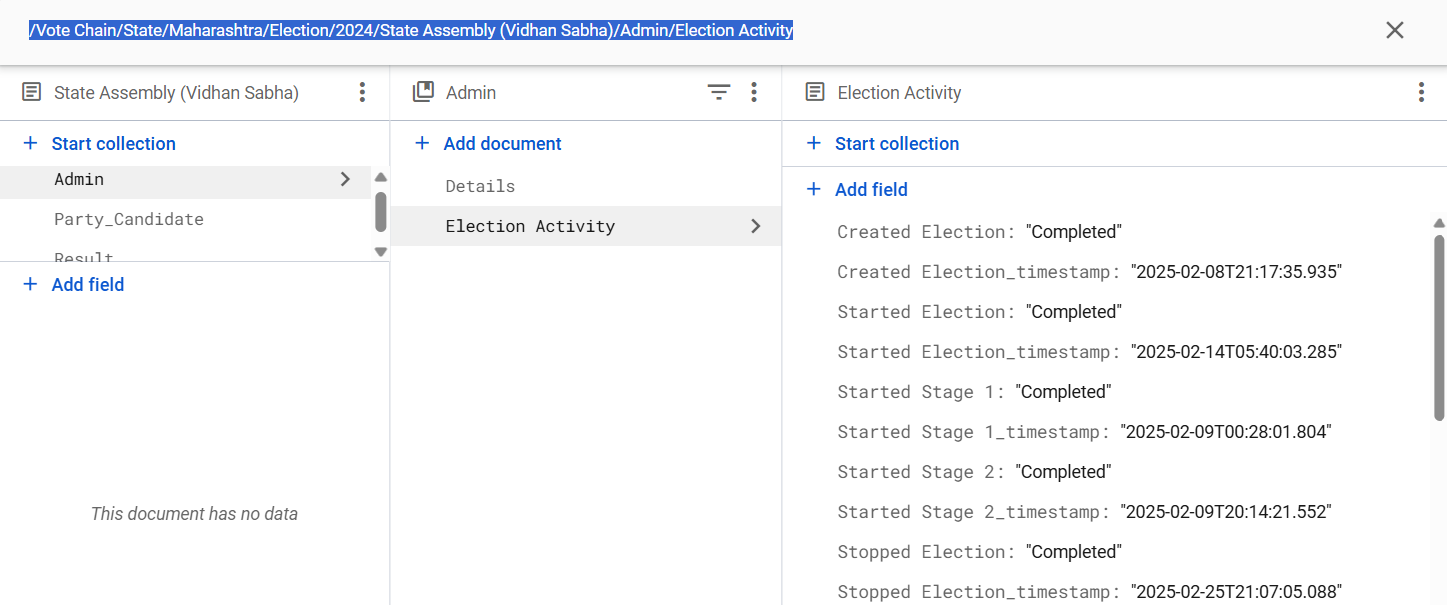 /Vote Chain/State/Maharashtra/Election/2024/State Assembly (Vidhan Sabha)/Admin/Election Activity
State Assembly (Vidhan Sabha)
Start collection
Admin
Party_Candidate
Result
Add field
This document has no data
Admin
Add document
Details
Election Activity
Election Activity
Start collection
Add field
Created Election: "Completed"
Created Election_timestamp: "2025-02-08T21:17:35.935"
Started Election: "Completed"
Started Election_timestamp: "2025-02-14T05:40:03.285"
Started Stage 1: "Completed"
Started Stage 1_timestamp: "2025-02-09T00:28:01.804"
Started Stage 2: "Completed"
Started Stage 2_timestamp: "2025-02-09T20:14:21.552"
Stopped Election: "Completed"
Stopped Election_timestamp: "2025-02-25T21:07:05.088"